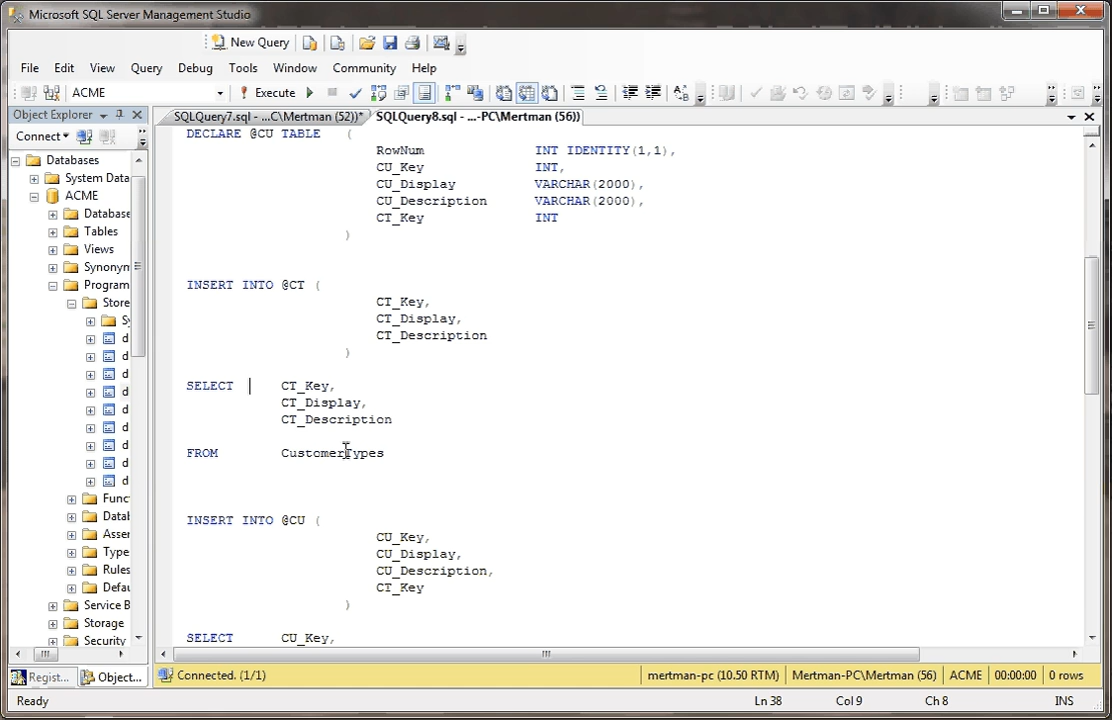 Microsoft SQL Server Management Studio
New Query
File Edit View Query Debug Tools Window Community Help
ACME Execute
Object Explorer
SQLQuery7.sql - ...C\Mertman (52))* SQLQuery8.sql - ...-PC\Mertman (56))
Connect
Databases
System Data
ACME
Database
Tables
Views
Synonym
Program
Store
Sy
d
d
d
d
d
d
d
d
d
Func
Datab
Asser
Type
Rules
Defau
Service B
Storage
Security
Regist... Object...
DECLARE @CU TABLE (
RowNum INT IDENTITY(1,1),
CU_Key INT,
CU_Display VARCHAR(2000),
CU_Description VARCHAR(2000),
CT_Key INT
)
INSERT INTO @CT (
CT_Key,
CT_Display,
CT_Description
)
SELECT CT_Key,
CT_Display,
CT_Description
FROM CustomerTypes
INSERT INTO @CU (
CU_Key,
CU_Display,
CU_Description,
CT_Key
)
SELECT CU_Key,
Connected. (1/1) mertman-pc (10.50 RTM) Mertman-PC\Mertman (56) ACME 00:00:00 0 rows
Ready Ln 38 Col 9 Ch 8 INS